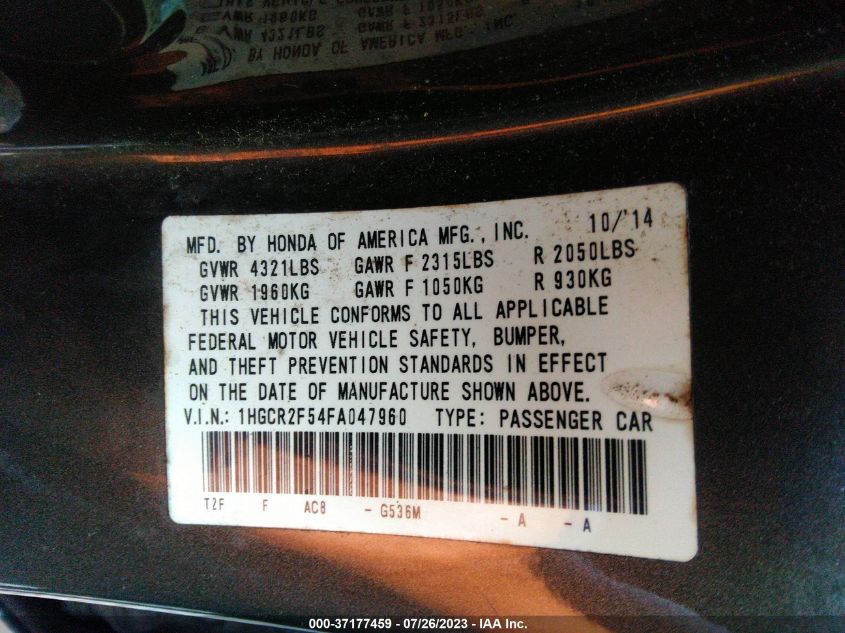 MFD. BY HONDA OF AMERICA MFG., INC. 10/'14
GVWR 4321LBS GAWR F 2315LBS R 2050LBS
GVWR 1960KG GAWR F 1050KG R 930KG
THIS VEHICLE CONFORMS TO ALL APPLICABLE
FEDERAL MOTOR VEHICLE SAFETY, BUMPER,
AND THEFT PREVENTION STANDARDS IN EFFECT
ON THE DATE OF MANUFACTURE SHOWN ABOVE.
V.I.N.: 1HGCR2F54FA047960 TYPE: PASSENGER CAR
T2F F AC8 - G536M - A - A
000-37177459 / 07/26/2023 - IAA Inc.